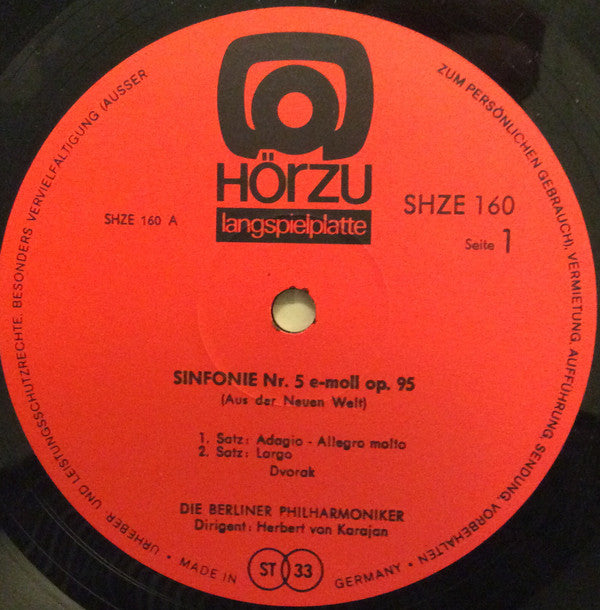 HÖRZU
langspielplatte
SHZE 160 A
SHZE 160
Seite 1
SINFONIE Nr. 5 e-moll op. 95
(Aus der Neuen Welt)
1. Satz: Adagio - Allegro molto
2. Satz: Largo
Dvorak
DIE BERLINER PHILHARMONIKER
Dirigent: Herbert von Karajan
ST 33
URHEBER- UND LEISTUNGSSCHUTZRECHTE, BESONDERS VERVIELFÄLTIGUNG (AUSSER
ZUM PERSÖNLICHEN GEBRAUCH), VERMIETUNG, AUFFÜHRUNG, SENDUNG, VORBEHALTEN
• MADE IN GERMANY •